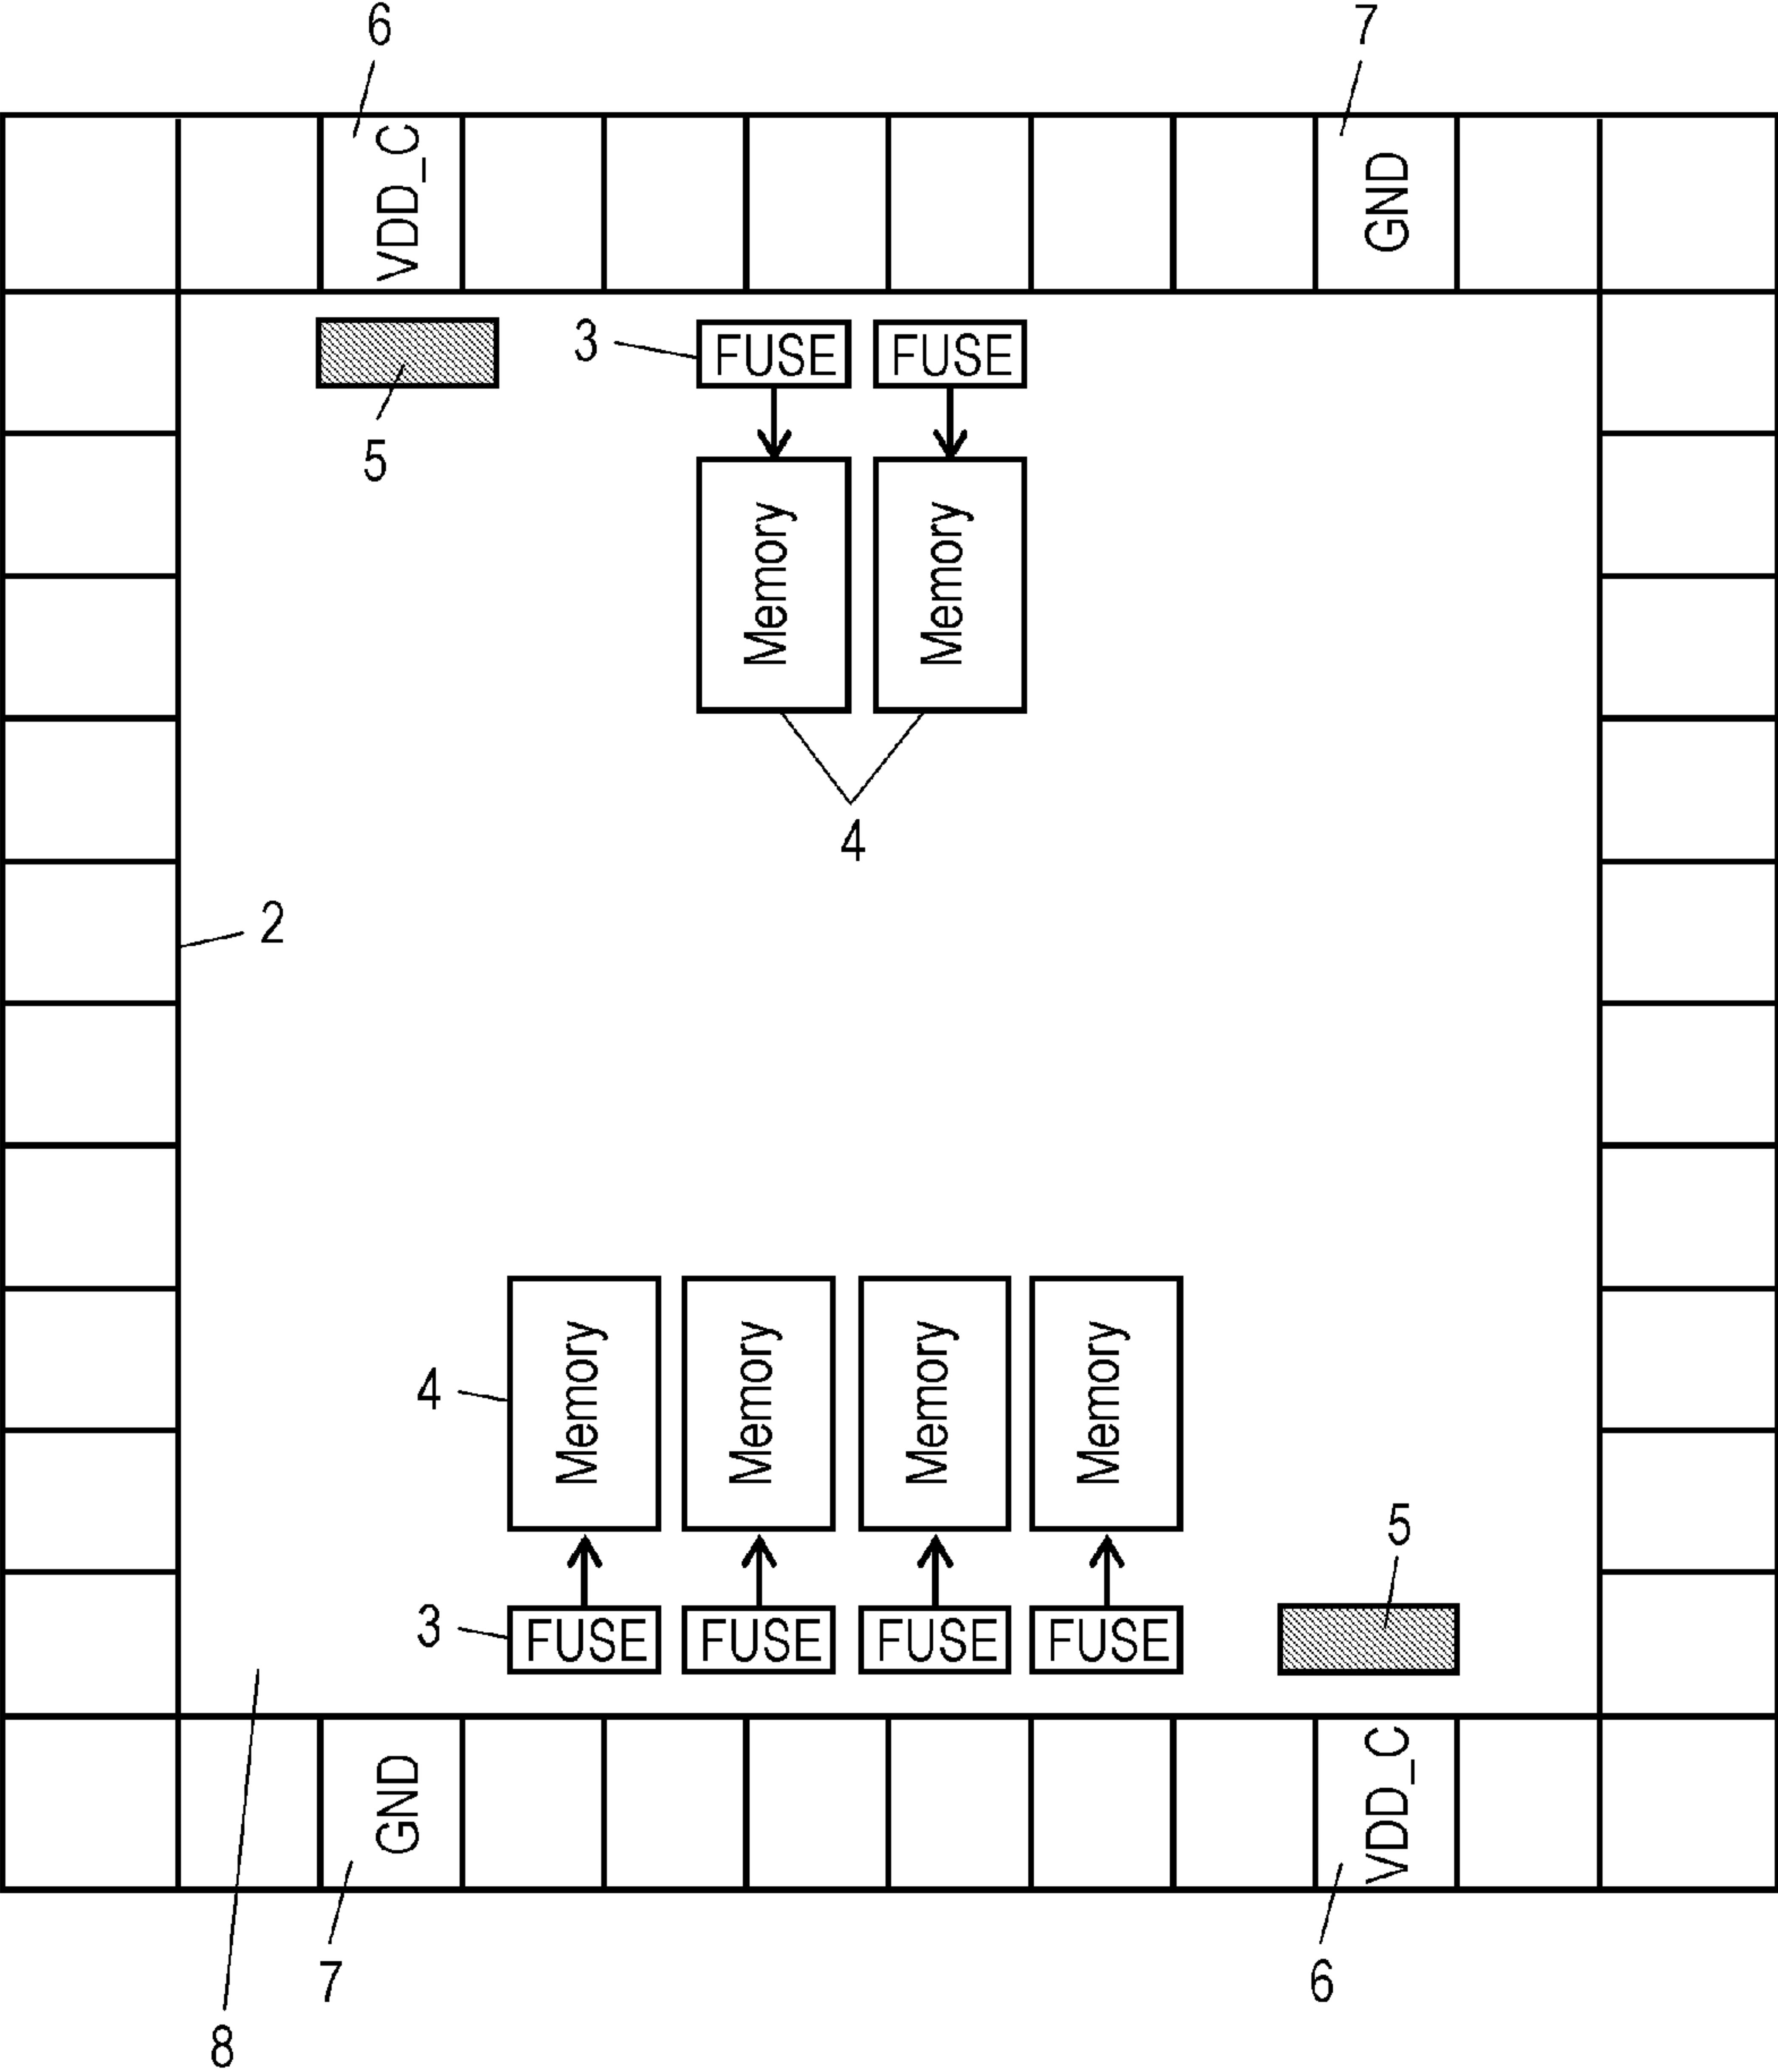 6 7
VDD_C GND
3 FUSE FUSE
5
Memory Memory
4
2
Memory Memory Memory Memory
4
5
3 FUSE FUSE FUSE FUSE
GND VDD_C
7 6
8